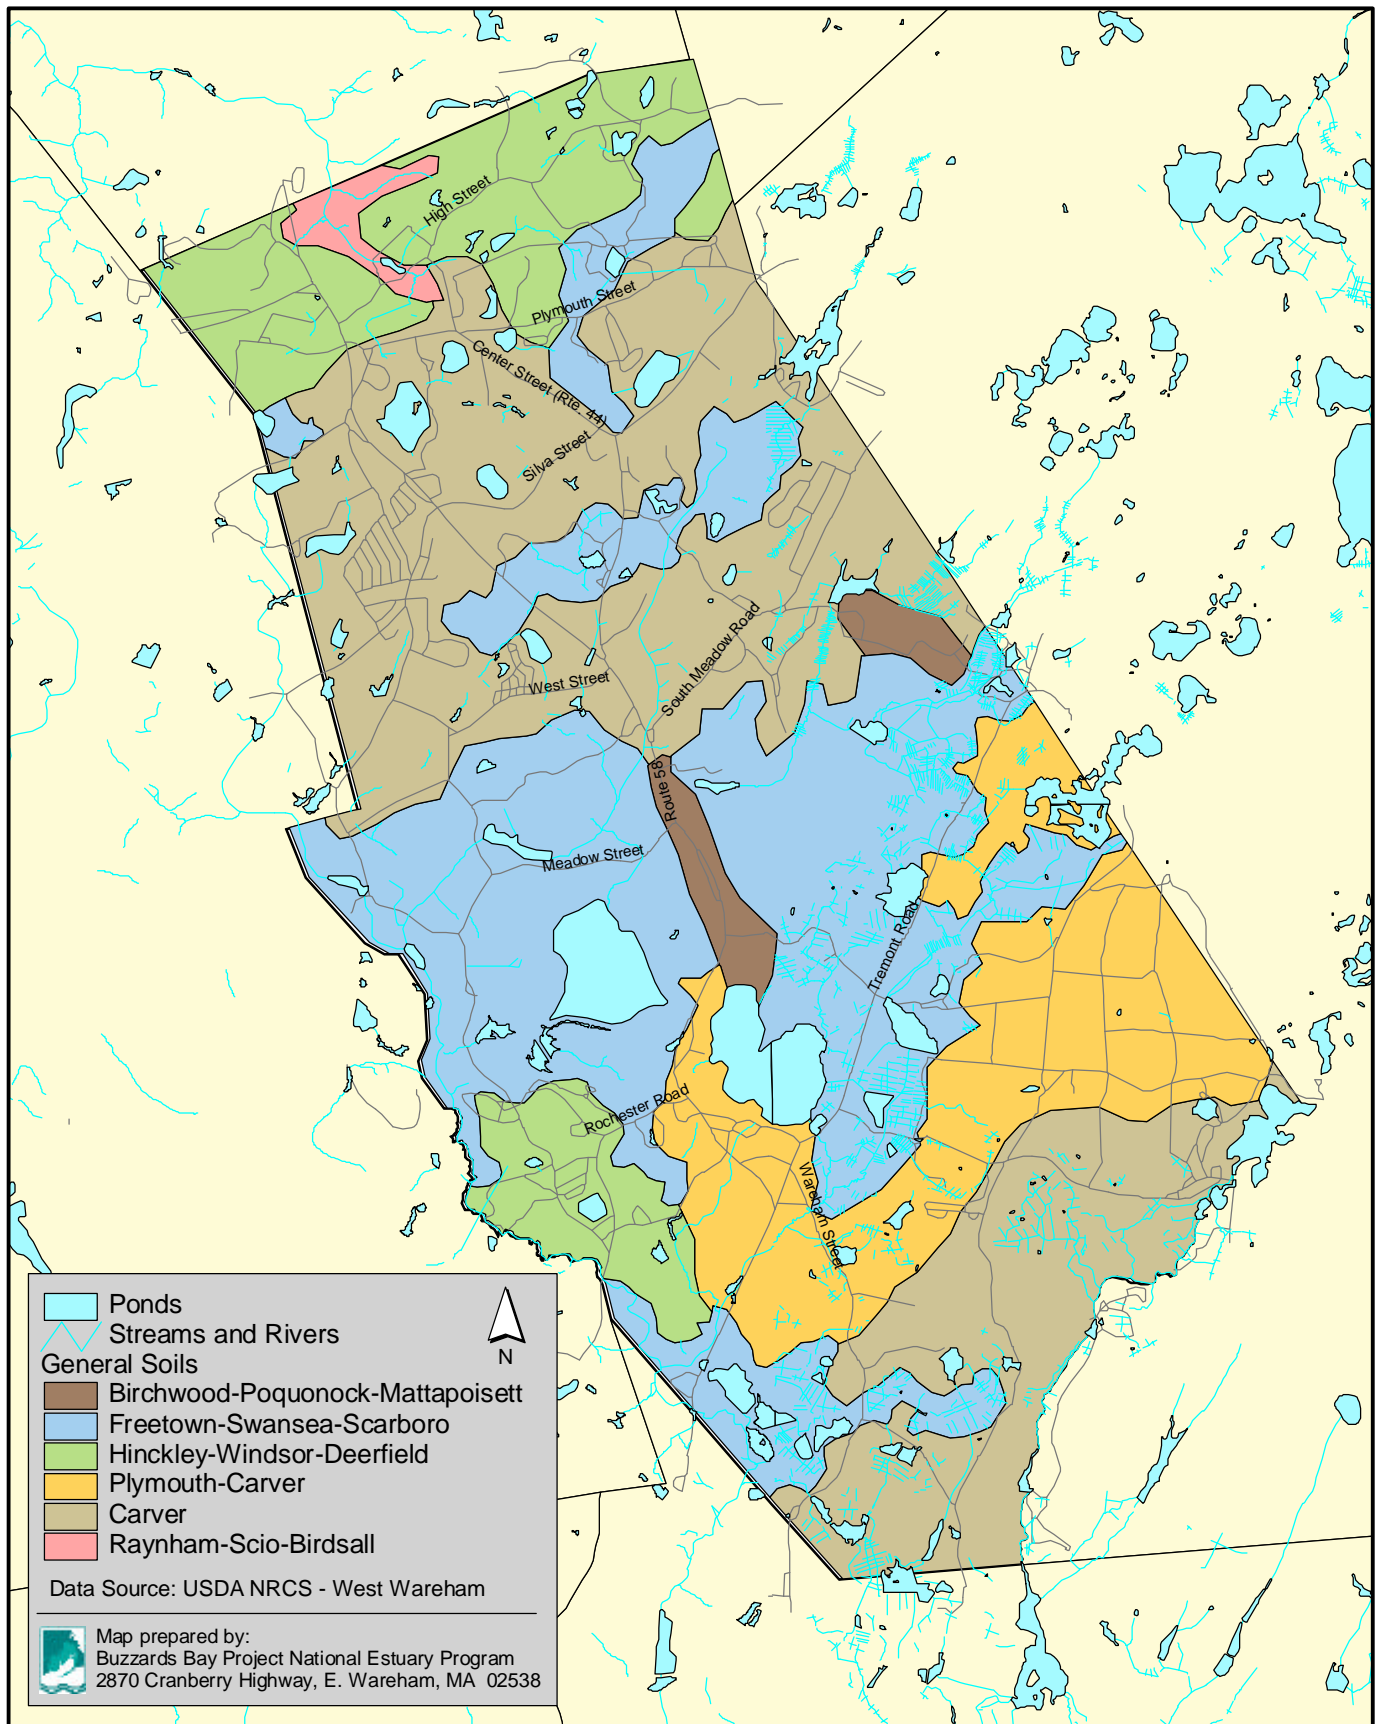 High Street
Plymouth Street
Center Street (Rte. 44)
Silva Street
South Meadow Road
West Street
Route 58
Meadow Street
Tremont Road
Rochester Road
Wareham Street
Ponds
Streams and Rivers
N
General Soils
Birchwood-Poquonock-Mattapoisett
Freetown-Swansea-Scarboro
Hinckley-Windsor-Deerfield
Plymouth-Carver
Carver
Raynham-Scio-Birdsall
Data Source: USDA NRCS - West Wareham
Map prepared by:
Buzzards Bay Project National Estuary Program
2870 Cranberry Highway, E. Wareham, MA  02538